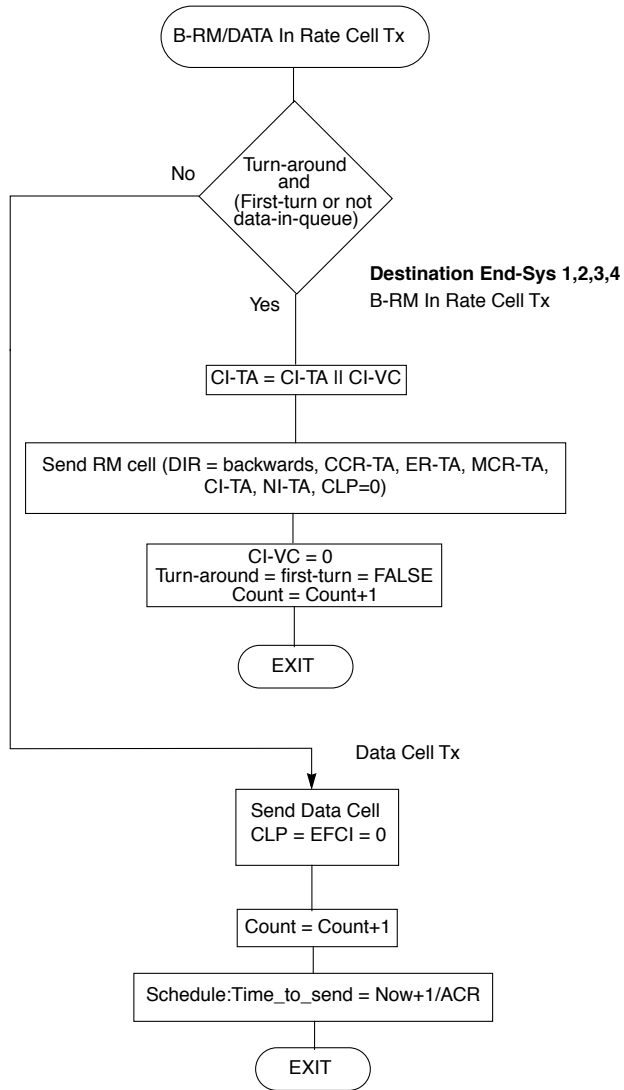 B-RM/DATA In Rate Cell Tx
Turn-around
and
(First-turn or not
data-in-queue)
No
Destination End-Sys 1,2,3,4
B-RM In Rate Cell Tx
Yes
CI-TA = CI-TA II CI-VC
Send RM cell (DIR = backwards, CCR-TA, ER-TA, MCR-TA,
CI-TA, NI-TA, CLP=0)
CI-VC = 0
Turn-around = first-turn = FALSE
Count = Count+1
EXIT
Data Cell Tx
Send Data Cell
CLP = EFCI = 0
Count = Count+1
Schedule:Time_to_send = Now+1/ACR
EXIT